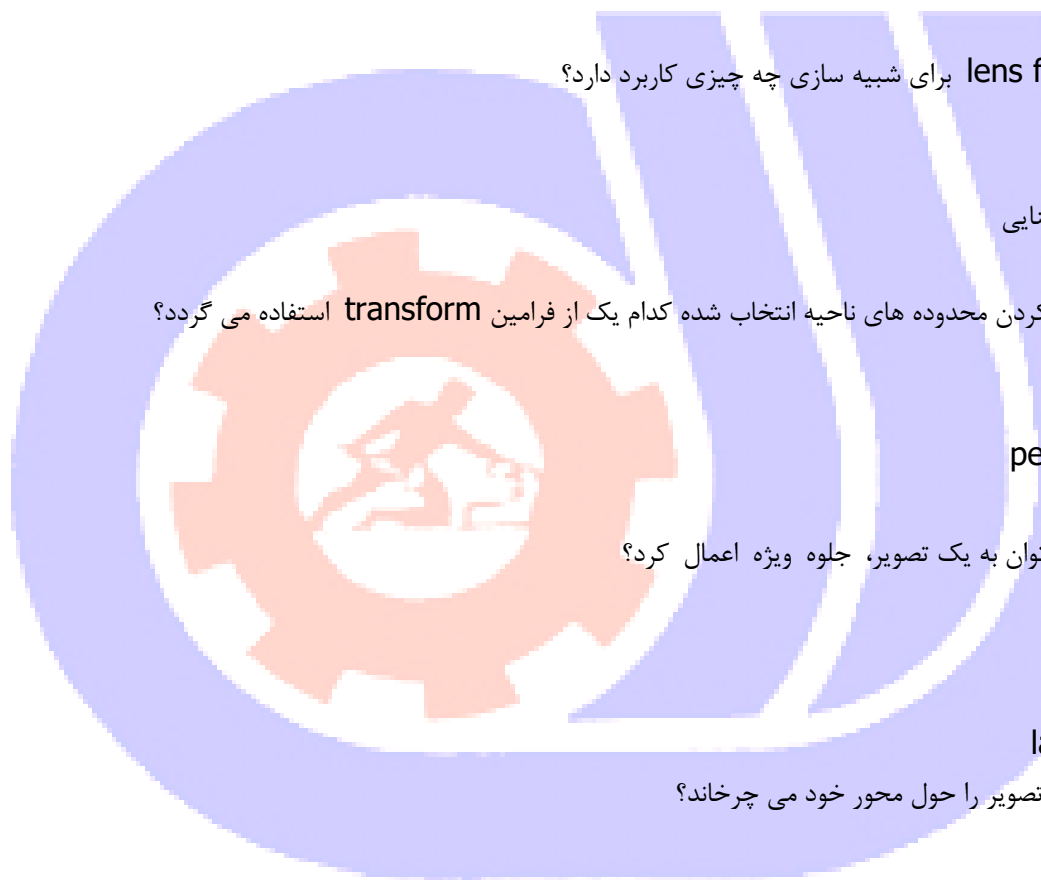 lens f برای شبیه سازی چه چیزی کاربرد دارد؟
نایی
کردن محدوده های ناحیه انتخاب شده کدام یک از فرامین transform استفاده می گردد؟
pe
توان به یک تصویر، جلوه ویژه اعمال کرد؟
la
تصویر را حول محور خود می چرخاند؟